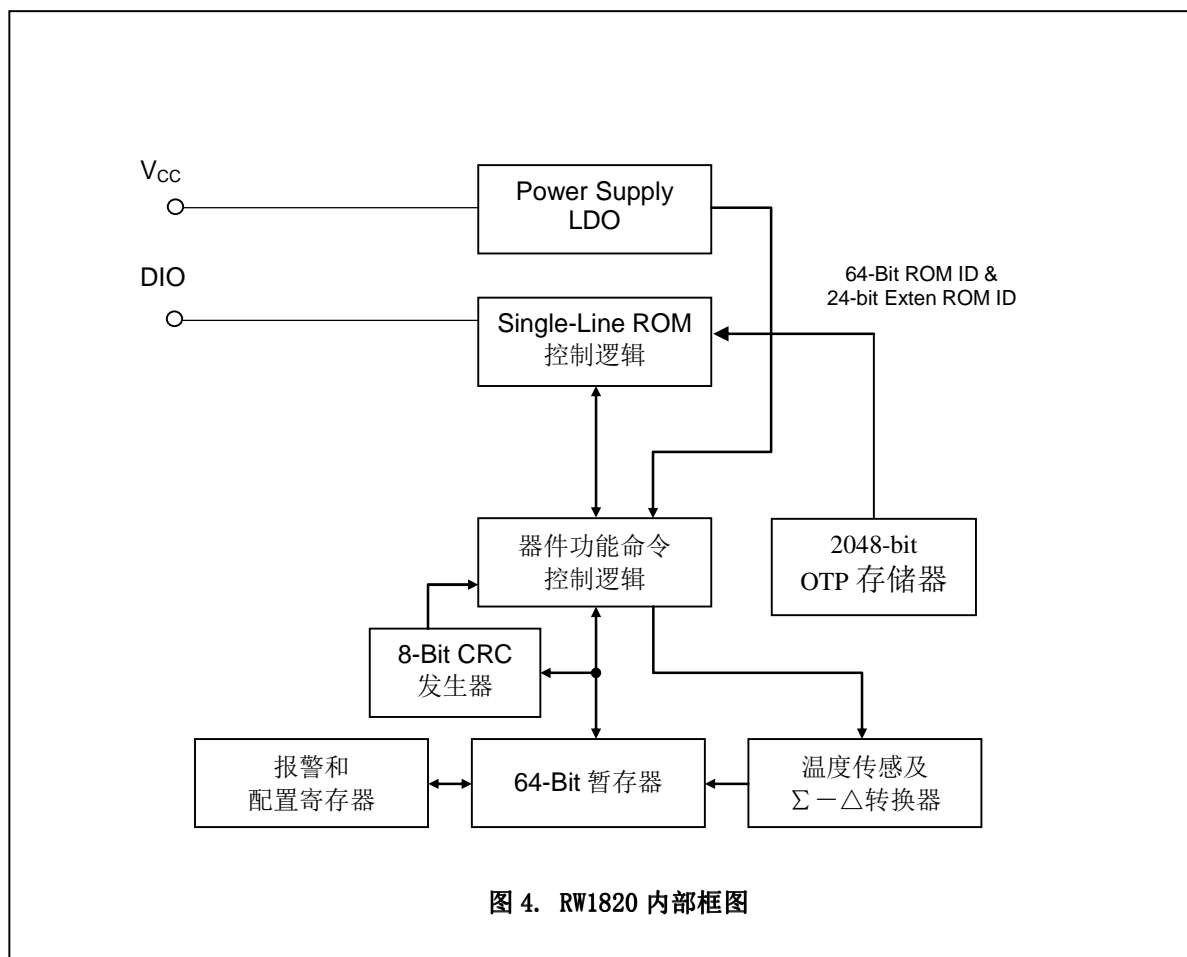 V_CC
Power Supply
LDO
DIO
64-Bit ROM ID &
24-bit Exten ROM ID
Single-Line ROM
控制逻辑
器件功能命令
控制逻辑
2048-bit
OTP 存储器
8-Bit CRC
发生器
报警和
配置寄存器
64-Bit 暂存器
温度传感及
Σ－△转换器
图 4. RW1820 内部框图